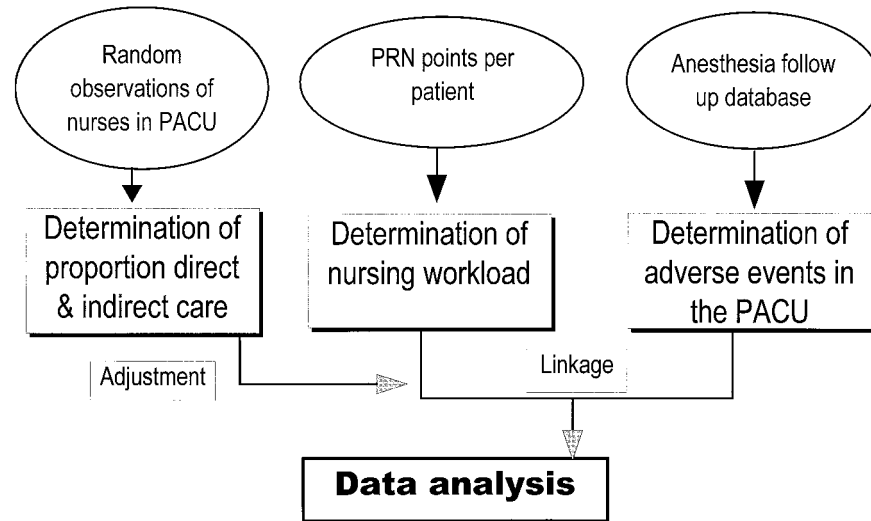 Random
observations of
nurses in PACU
PRN points per
patient
Anesthesia follow
up database
Determination of
proportion direct
& indirect care
Determination of
nursing workload
Determination of
adverse events in
the PACU
Adjustment
Linkage
Data analysis